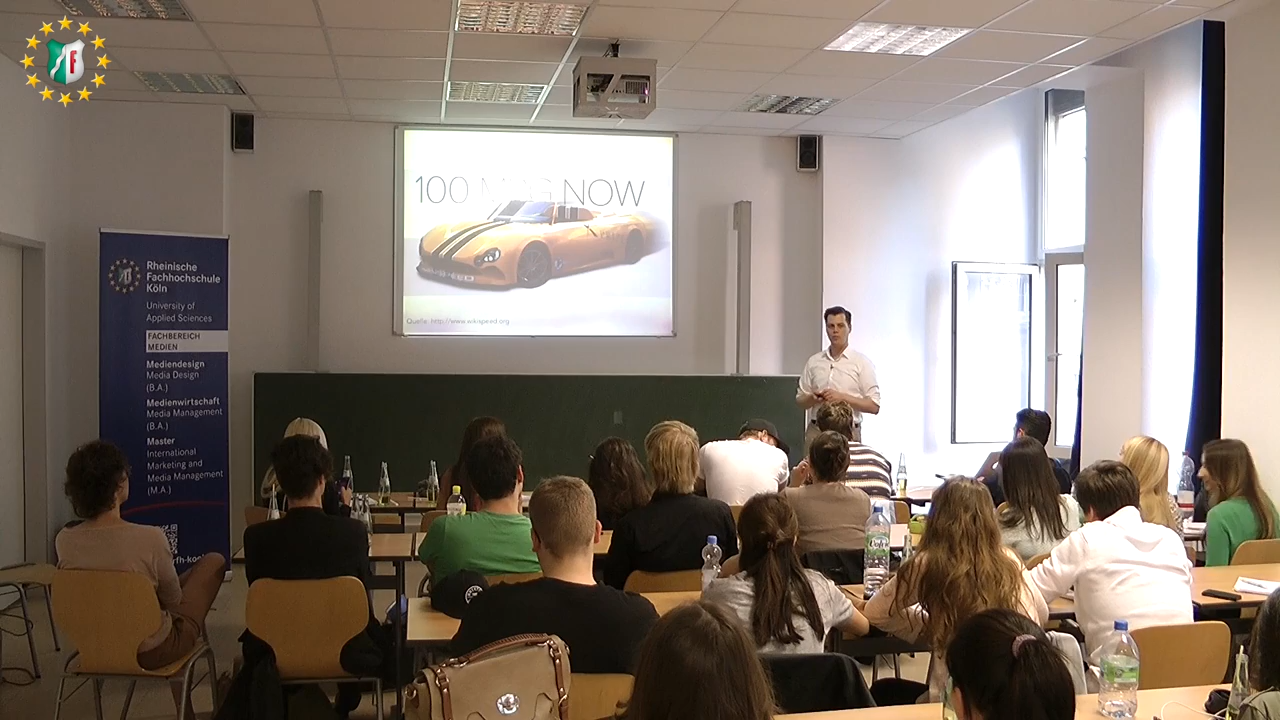 F
100 MPG NOW
Quelle: http://www.wikispeed.org
Rheinische
Fachhochschule
Köln
University of
Applied Sciences
FACHBEREICH
MEDIEN
Mediendesign
Media Design
(B.A.)
Medienwirtschaft
Media Management
(B.A.)
Master
International
Marketing and
Media Management
(M.A.)